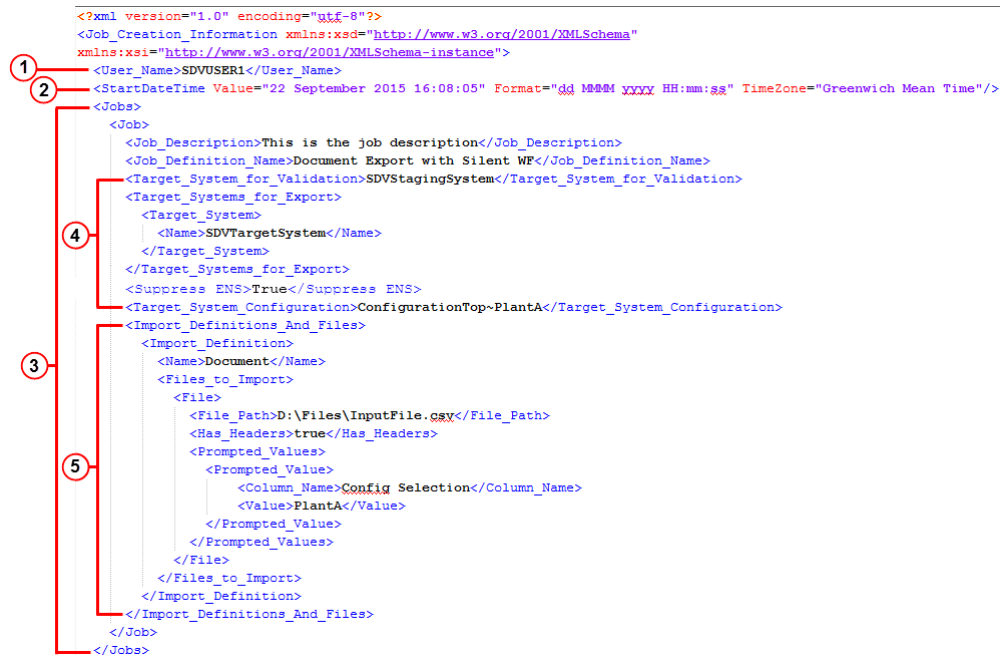 <?xml version="1.0" encoding="utf-8"?>
<Job_Creation_Information xmlns:xsd="http://www.w3.org/2001/XMLSchema"
xmlns:xsi="http://www.w3.org/2001/XMLSchema-instance">
1 <User_Name>SDVUSER1</User_Name>
2 <StartDateTime Value="22 September 2015 16:08:05" Format="dd MMMM yyyy HH:mm:ss" TimeZone="Greenwich Mean Time"/>
<Jobs>
<Job>
<Job_Description>This is the job description</Job_Description>
<Job_Definition_Name>Document Export with Silent WF</Job_Definition_Name>
<Target_System_for_Validation>SDVStagingSystem</Target_System_for_Validation>
<Target_Systems_for_Export>
<Target_System>
4 <Name>SDVTargetSystem</Name>
</Target_System>
</Target_Systems_for_Export>
<Suppress ENS>True</Suppress ENS>
<Target_System_Configuration>ConfigurationTop~PlantA</Target_System_Configuration>
<Import_Definitions_And_Files>
<Import_Definition>
3 <Name>Document</Name>
<Files_to_Import>
<File>
<File_Path>D:\Files\InputFile.csv</File_Path>
<Has_Headers>true</Has_Headers>
<Prompted_Values>
5 <Prompted_Value>
<Column_Name>Config Selection</Column_Name>
<Value>PlantA</Value>
</Prompted_Value>
</Prompted_Values>
</File>
</Files_to_Import>
</Import_Definition>
</Import_Definitions_And_Files>
</Job>
</Jobs>